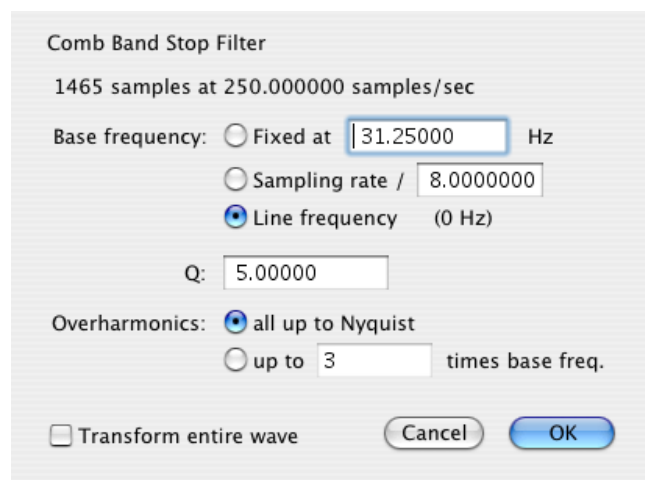 Comb Band Stop Filter
1465 samples at 250.000000 samples/sec
Base frequency: Fixed at 31.25000 Hz
Sampling rate / 8.0000000
Line frequency (0 Hz)
Q: 5.00000
Overharmonics: all up to Nyquist
up to 3 times base freq.
Transform entire wave Cancel OK